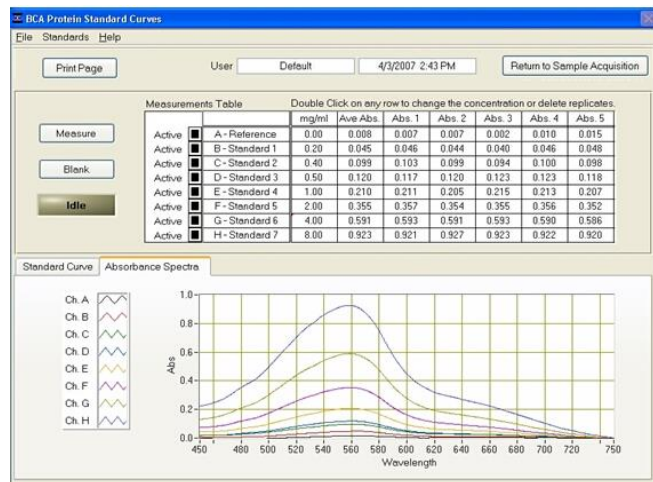 BCA Protein Standard Curves
File Standards Help
Print Page User Default 4/3/2007 2:43 PM Return to Sample Acquisition
Measurements Table Double Click on any row to change the concentration or delete replicates.
mg/ml Ave Abs. Abs. 1 Abs. 2 Abs. 3 Abs. 4 Abs. 5
Measure
Active A - Reference 0.00 0.008 0.007 0.007 0.002 0.010 0.015
Active B - Standard 1 0.20 0.045 0.046 0.044 0.040 0.046 0.048
Blank
Active C - Standard 2 0.40 0.099 0.103 0.099 0.094 0.100 0.098
Active D - Standard 3 0.50 0.120 0.117 0.120 0.123 0.123 0.118
Active E - Standard 4 1.00 0.210 0.211 0.205 0.215 0.213 0.207
Idle
Active F - Standard 5 2.00 0.355 0.357 0.354 0.355 0.356 0.352
Active G - Standard 6 4.00 0.591 0.593 0.591 0.593 0.590 0.586
Active H - Standard 7 8.00 0.923 0.921 0.927 0.923 0.922 0.920
Standard Curve Absorbance Spectra
Ch. A
Ch. B
Ch. C
Ch. D
Ch. E
Ch. F
Ch. G
Ch. H
Abs
1.0
0.8
0.6
0.4
0.2
0.0
450 480 500 520 540 560 580 600 620 640 660 680 700 720 750
Wavelength